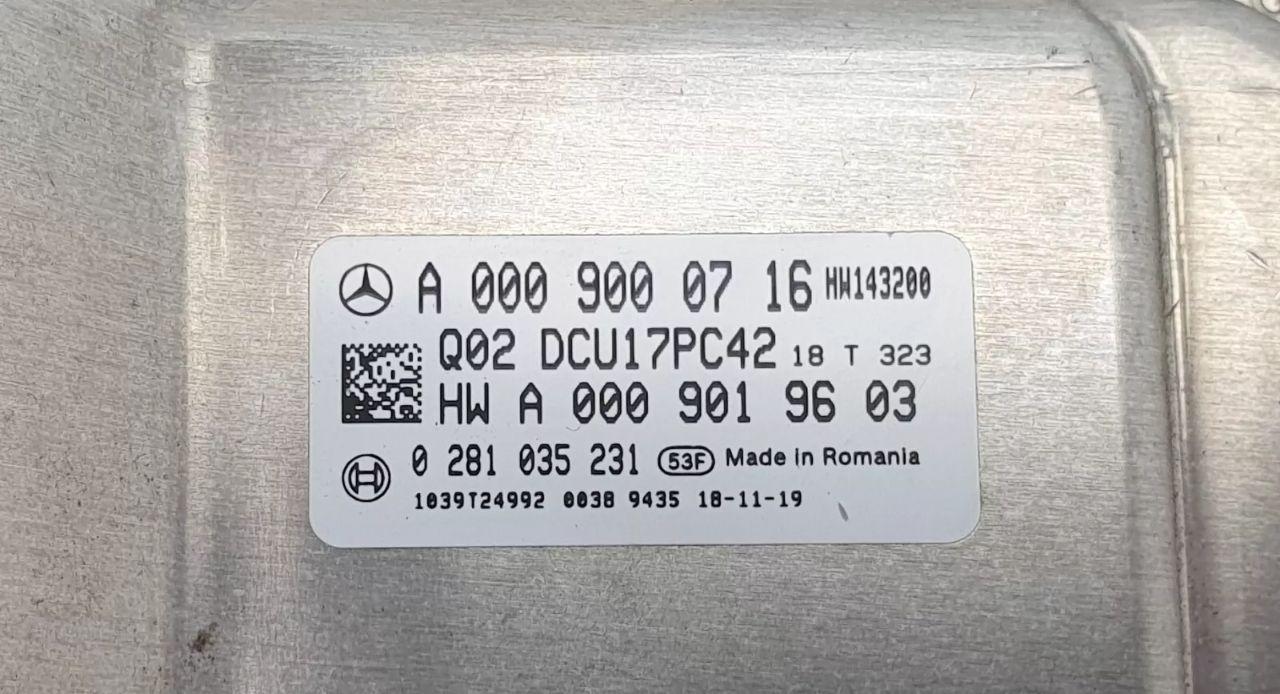 A 000 900 07 16 HW143200
Q02 DCU17PC42 18 T 323
HW A 000 901 96 03
0 281 035 231 53F Made in Romania
1039T24992 0038 9435 18-11-19